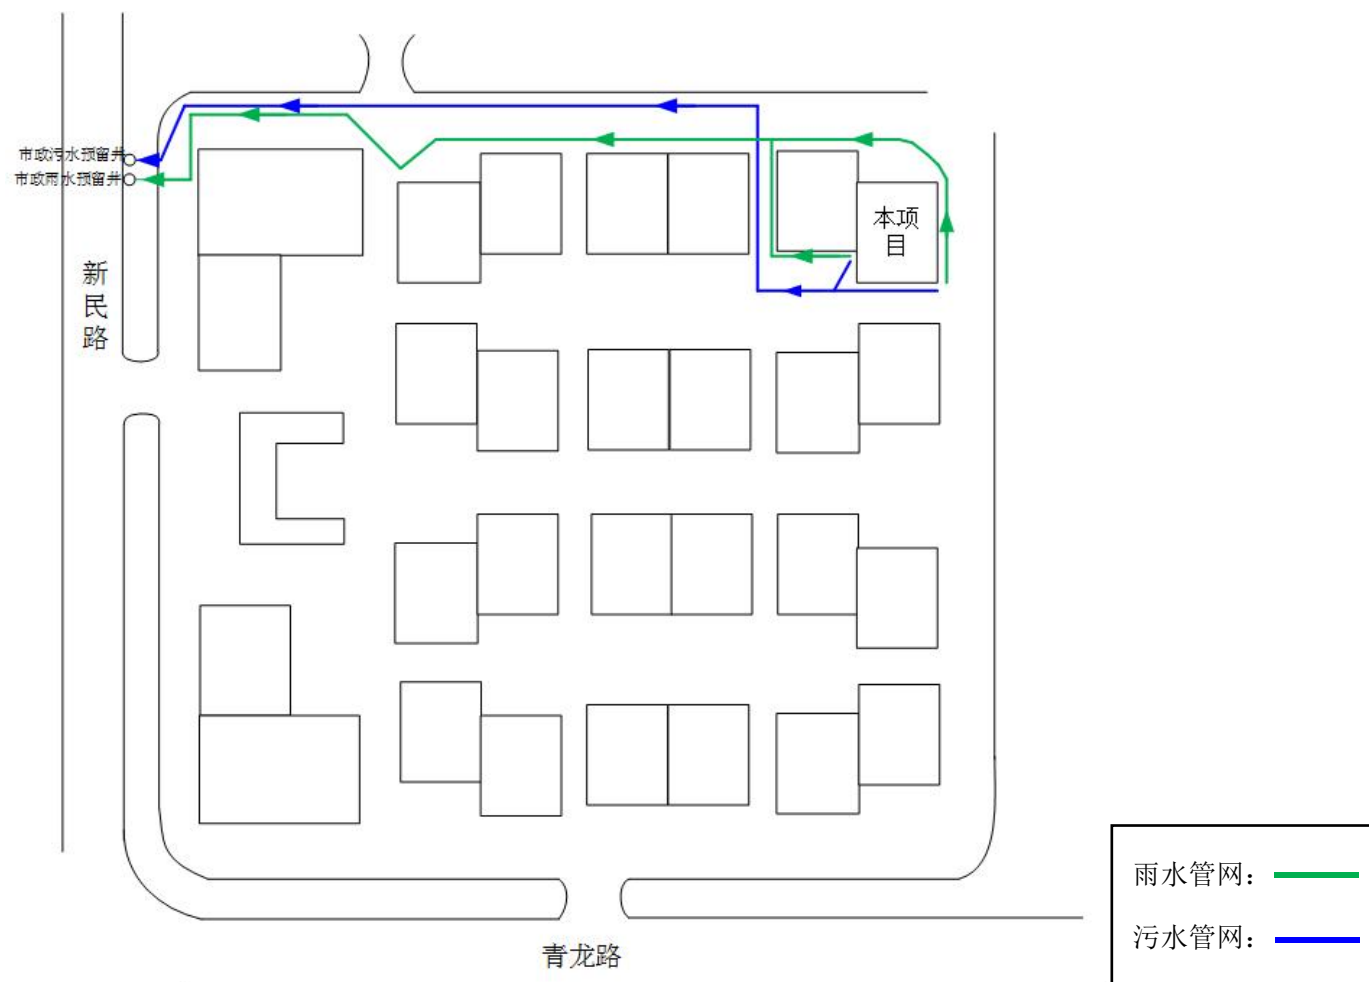 市政污水预留井
市政雨水预留井
本项
目
新
民
路
青龙路
雨水管网：
污水管网：